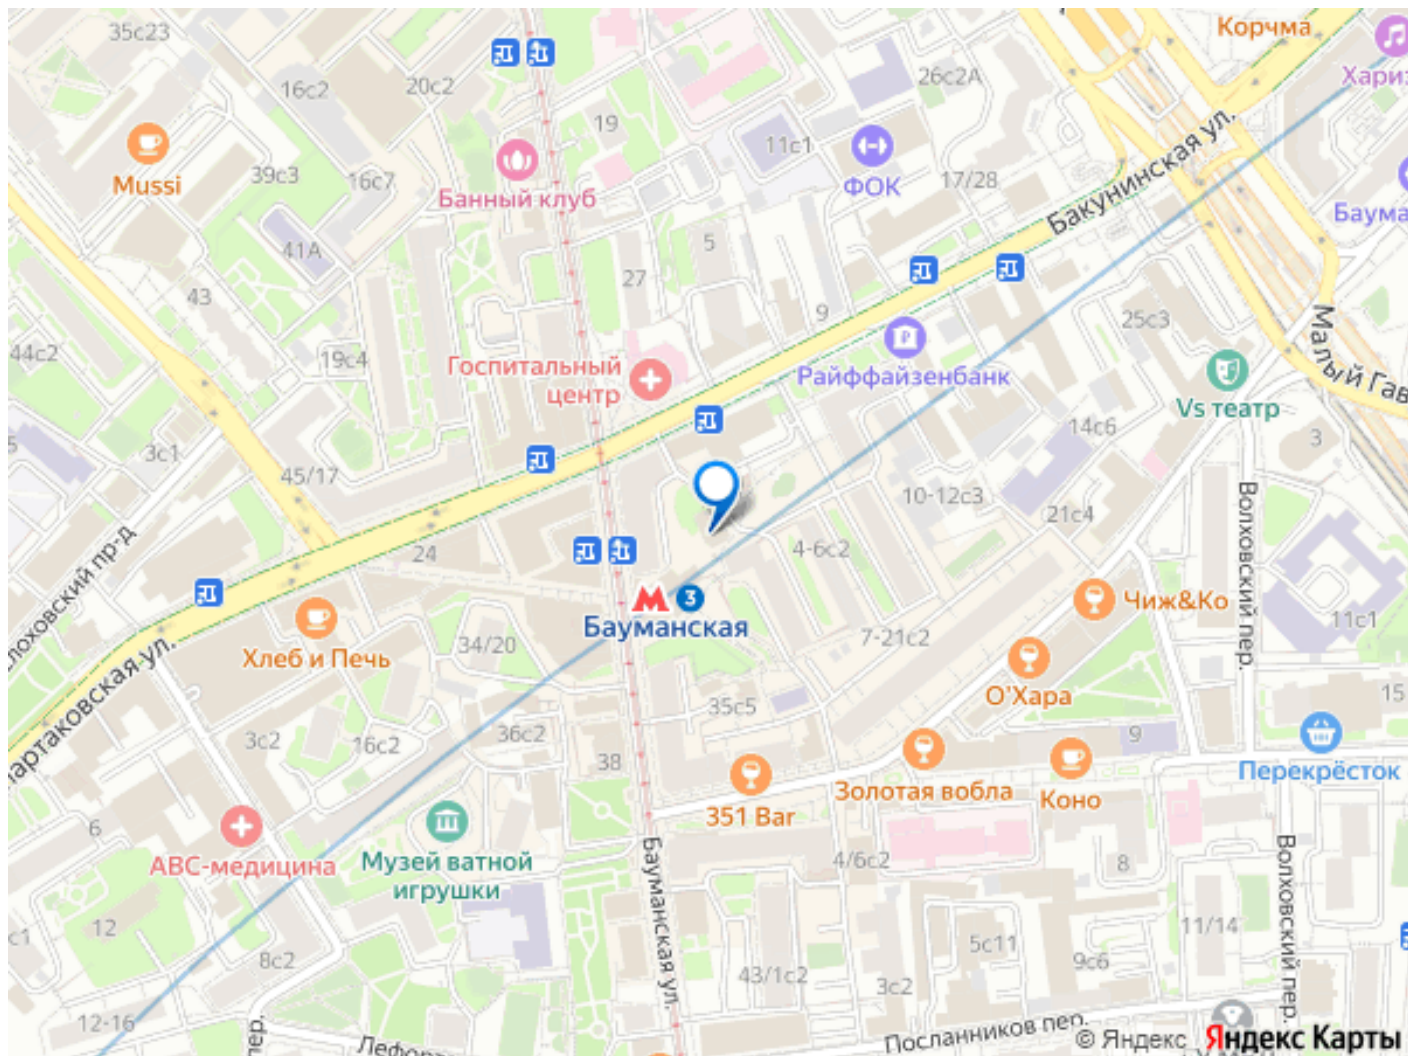 35с23
Корчма
16с2
20с2
26с2А
19
11с1
Mussi
39с3
16с7
Банный клуб
ФОК
17/28
Бакунинская ул.
41А
5
27
43
9
44с2
19с4
25с3
Малый
Госпитальный
центр
Райффайзенбанк
Vs театр
14с6
3
3с1
45/17
10-12с3
21с4
Волховский пер.
24
4-6с2
3
Бауманская
Чиж&Ко
11с1
Хлеб и Печь
34/20
7-21с2
О'Хара
15
35с5
3с2
16с2
36с2
38
9
Перекрёсток
351 Bar
Золотая вобла
Коно
6
АВС-медицина
Музей ватной
игрушки
Бауманская ул.
4/6с2
8
Волховский пер.
12
8с2
43/1с2
5с11
3с2
9с6
11/14
12-16
Посланников пер.
© Яндекс
Яндекс Карты